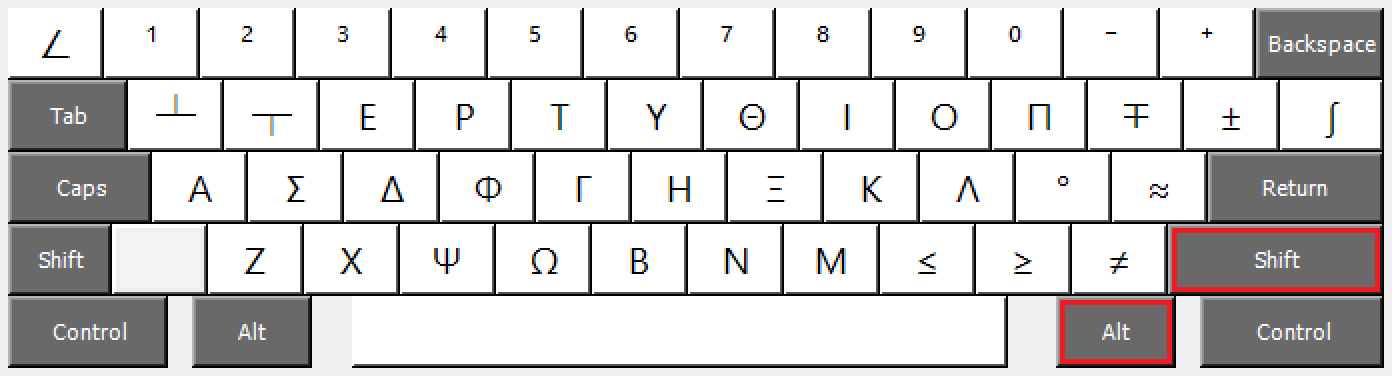 ∠ 1 2 3 4 5 6 7 8 9 0 − + Backspace
Tab ┴ ┬ Ε Ρ Τ Υ Θ Ι Ο Π ∓ ± ∫
Caps Α Σ Δ Φ Γ Η Ξ Κ Λ ° ≈ Return
Shift Ζ Χ Ψ Ω Β Ν Μ ≤ ≥ ≠ Shift
Control Alt Alt Control